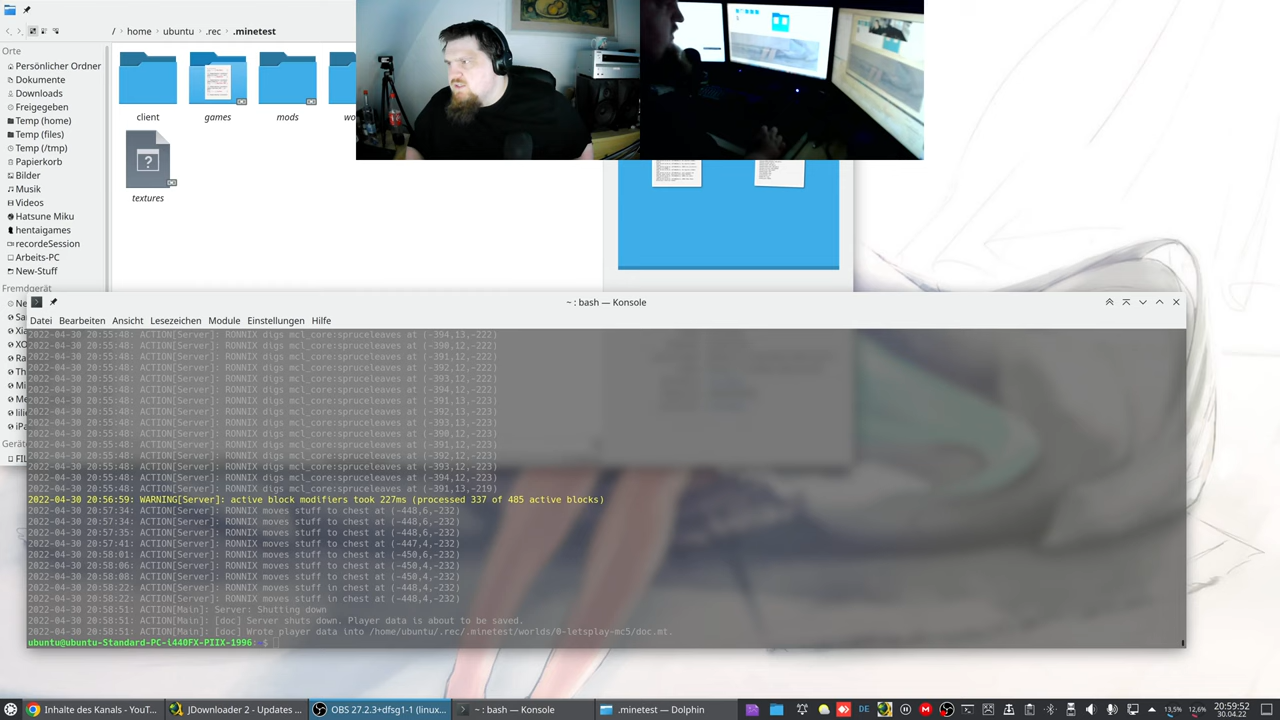 / home ubuntu rec .minetest
Orte
Persönlicher Ordner
Dokumente
Downloads
Freigegeben
Temp (home)
Temp (files)
Temp (/tmp)
Papierkorb
Bilder
Musik
Videos
Hatsune Miku
hentaigames
recordeSession
Arbeits-PC
New-Stuff
Fremdgerät
client
games
mods
textures
~ : bash — Konsole
Datei Bearbeiten Ansicht Lesezeichen Module Einstellungen Hilfe
2022-04-30 20:55:48: ACTION[Server]: RONNIX digs mcl_core:spruceleaves at (-394,13,-222)
2022-04-30 20:55:48: ACTION[Server]: RONNIX digs mcl_core:spruceleaves at (-390,12,-222)
2022-04-30 20:55:48: ACTION[Server]: RONNIX digs mcl_core:spruceleaves at (-391,12,-222)
2022-04-30 20:55:48: ACTION[Server]: RONNIX digs mcl_core:spruceleaves at (-392,12,-222)
2022-04-30 20:55:48: ACTION[Server]: RONNIX digs mcl_core:spruceleaves at (-393,12,-222)
2022-04-30 20:55:48: ACTION[Server]: RONNIX digs mcl_core:spruceleaves at (-394,12,-222)
2022-04-30 20:55:48: ACTION[Server]: RONNIX digs mcl_core:spruceleaves at (-391,13,-223)
2022-04-30 20:55:48: ACTION[Server]: RONNIX digs mcl_core:spruceleaves at (-392,13,-223)
2022-04-30 20:55:48: ACTION[Server]: RONNIX digs mcl_core:spruceleaves at (-393,13,-223)
2022-04-30 20:55:48: ACTION[Server]: RONNIX digs mcl_core:spruceleaves at (-390,12,-223)
2022-04-30 20:55:48: ACTION[Server]: RONNIX digs mcl_core:spruceleaves at (-391,12,-223)
2022-04-30 20:55:48: ACTION[Server]: RONNIX digs mcl_core:spruceleaves at (-392,12,-223)
2022-04-30 20:55:48: ACTION[Server]: RONNIX digs mcl_core:spruceleaves at (-393,12,-223)
2022-04-30 20:55:48: ACTION[Server]: RONNIX digs mcl_core:spruceleaves at (-394,12,-223)
2022-04-30 20:55:48: ACTION[Server]: RONNIX digs mcl_core:spruceleaves at (-391,13,-219)
2022-04-30 20:56:59: WARNING[Server]: active block modifiers took 227ms (processed 337 of 485 active blocks)
2022-04-30 20:57:34: ACTION[Server]: RONNIX moves stuff to chest at (-448,6,-232)
2022-04-30 20:57:34: ACTION[Server]: RONNIX moves stuff to chest at (-448,6,-232)
2022-04-30 20:57:35: ACTION[Server]: RONNIX moves stuff to chest at (-448,6,-232)
2022-04-30 20:57:41: ACTION[Server]: RONNIX moves stuff to chest at (-447,4,-232)
2022-04-30 20:58:01: ACTION[Server]: RONNIX moves stuff to chest at (-450,6,-232)
2022-04-30 20:58:06: ACTION[Server]: RONNIX moves stuff to chest at (-450,4,-232)
2022-04-30 20:58:08: ACTION[Server]: RONNIX moves stuff to chest at (-450,4,-232)
2022-04-30 20:58:22: ACTION[Server]: RONNIX moves stuff in chest at (-448,4,-232)
2022-04-30 20:58:22: ACTION[Server]: RONNIX moves stuff in chest at (-448,4,-232)
2022-04-30 20:58:51: ACTION[Main]: Server: Shutting down
2022-04-30 20:58:51: ACTION[Main]: [doc] Server shuts down. Player data is about to be saved.
2022-04-30 20:58:51: ACTION[Main]: [doc] Wrote player data into /home/ubuntu/.rec/.minetest/worlds/0-letsplay-mc5/doc.mt.
ubuntu@ubuntu-Standard-PC-i440FX-PIIX-1996:~$
Inhalte des Kanals - YouT... JDownloader 2 - Updates ... OBS 27.2.3+dfsg1-1 (linux... ~ : bash — Konsole .minetest — Dolphin DE 13,5% 12,6% 20:59:52
30.04.22